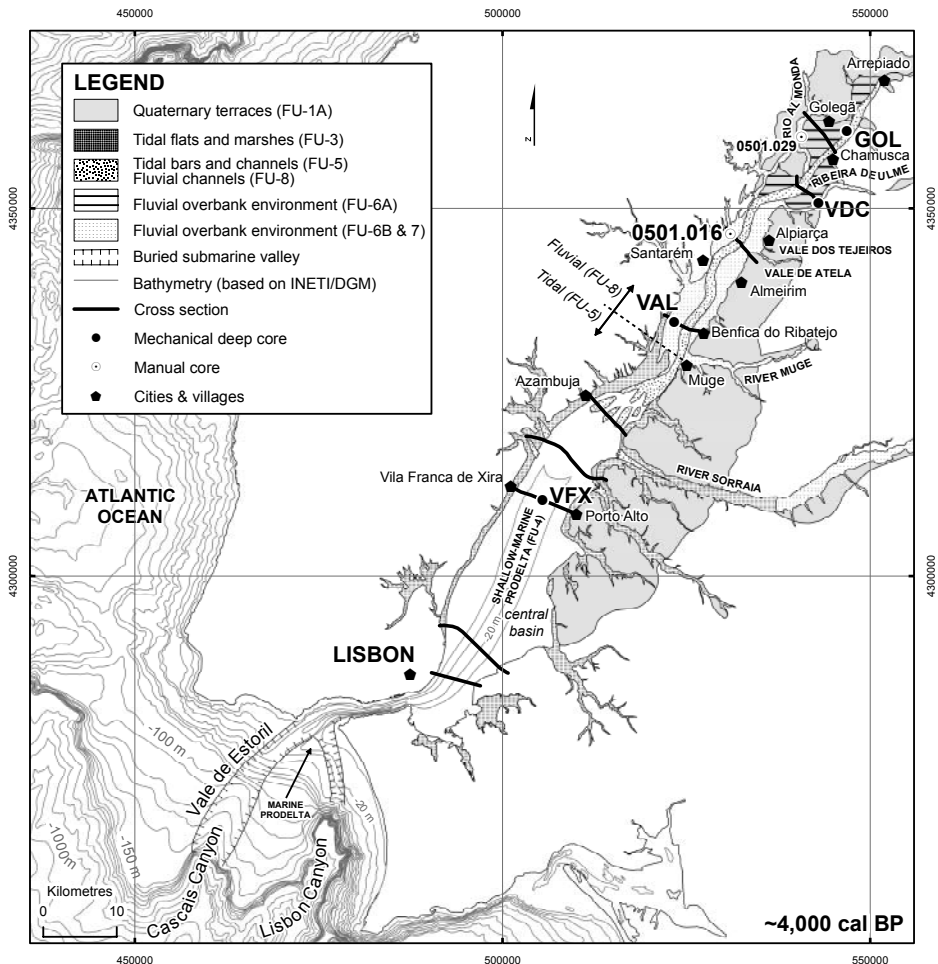 450000
500000
550000
LEGEND
Quaternary terraces (FU-1A)
Tidal flats and marshes (FU-3)
Tidal bars and channels (FU-5)
Fluvial channels (FU-8)
Fluvial overbank environment (FU-6A)
Fluvial overbank environment (FU-6B & 7)
Buried submarine valley
Bathymetry (based on INETI/DGM)
Cross section
Mechanical deep core
Manual core
Cities & villages
z
Arrepiado
RIO AL MONDA
Golegã
GOL
0501.029
Chamusca
RIBEIRA DE ULME
4350000
4350000
VDC
0501.016
Alpiarça
Santarém
VALE DOS TEJEIROS
VALE DE ATELA
Fluvial (FU-8)
Tidal (FU-5)
Almeirim
VAL
Benfica do Ribatejo
Muge
RIVER MUGE
Azambuja
RIVER SORRAIA
Vila Franca de Xira
VFX
Porto Alto
ATLANTIC
OCEAN
4300000
4300000
SHALLOW-MARINE
PRODELTA (FU-4)
-20 m
central
basin
LISBON
-100 m
Vale de Estoril
MARINE
PRODELTA
-20 m
-1000m
-150 m
Cascais Canyon
Lisbon Canyon
Kilometres
0
10
~4,000 cal BP
450000
500000
550000